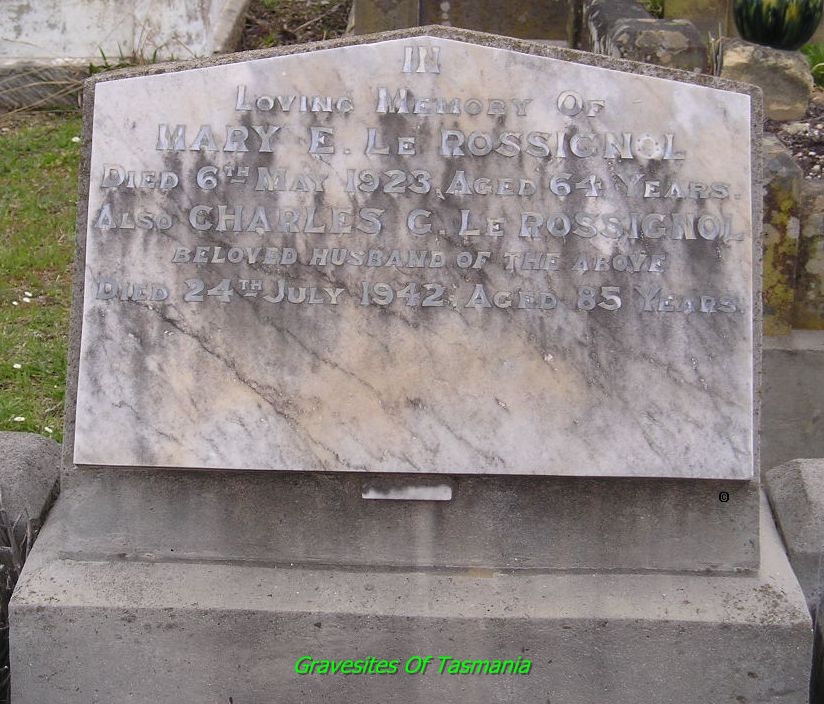 IN
LOVING MEMORY OF
MARY E. LE ROSSIGNOL
DIED 6TH MAY 1923, AGED 64 YEARS.
ALSO CHARLES G. LE ROSSIGNOL
BELOVED HUSBAND OF THE ABOVE
DIED 24TH JULY 1942, AGED 85 YEARS.
©
Gravesites Of Tasmania